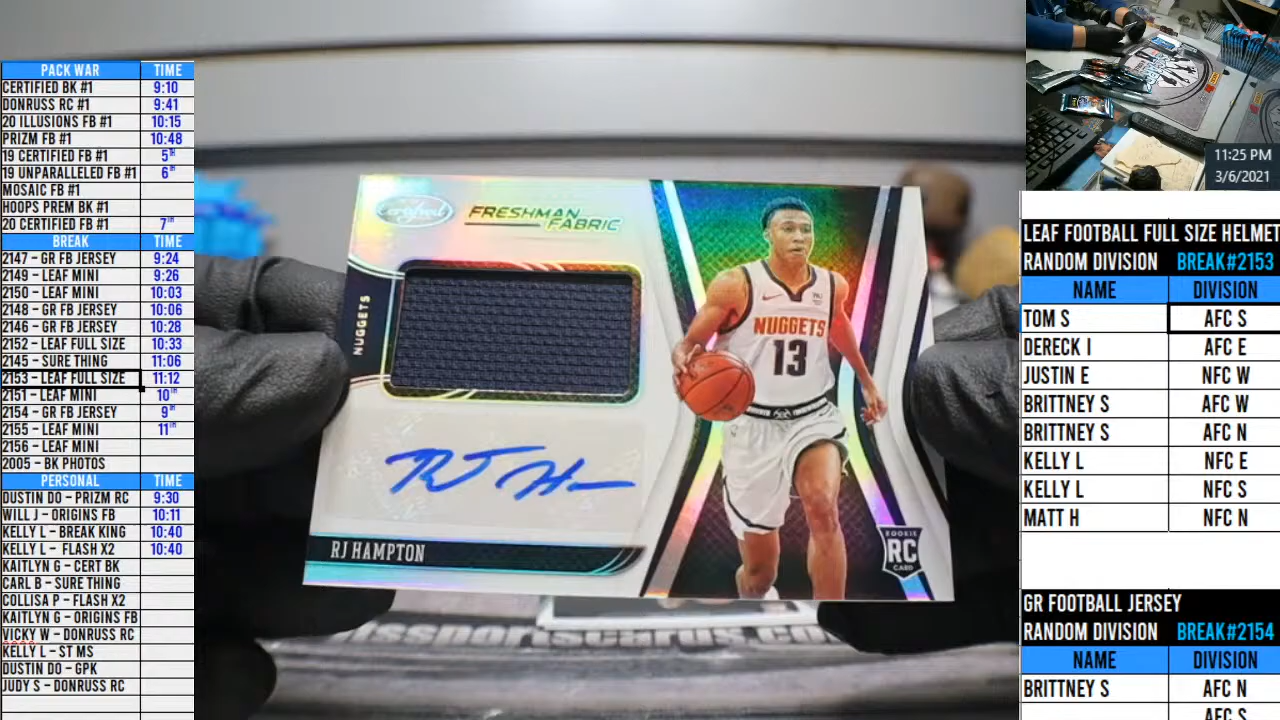 PACK WAR TIME
CERTIFIED BK #1 9:10
DONRUSS RC #1 9:41
20 ILLUSIONS FB #1 10:15
PRIZM FB #1 10:48
19 CERTIFIED FB #1 5TH
19 UNPARALLELED FB #1 6TH
MOSAIC FB #1
HOOPS PREM BK #1
20 CERTIFIED FB #1 7TH
BREAK TIME
2147 – GR FB JERSEY 9:24
2149 – LEAF MINI 9:26
2150 – LEAF MINI 10:03
2148 – GR FB JERSEY 10:06
2146 – GR FB JERSEY 10:28
2152 – LEAF FULL SIZE 10:33
2145 – SURE THING 11:06
2153 – LEAF FULL SIZE 11:12
2151 – LEAF MINI 10TH
2154 – GR FB JERSEY 9TH
2155 – LEAF MINI 11TH
2156 – LEAF MINI
2005 – BK PHOTOS
PERSONAL TIME
DUSTIN DO – PRIZM RC 9:30
WILL J – ORIGINS FB 10:11
KELLY L – BREAK KING 10:40
KELLY L – FLASH X2 10:40
KAITLYN G – CERT BK
CARL B – SURE THING
COLLISA P – FLASH X2
KAITLYN G – ORIGINS FB
VICKY W – DONRUSS RC
KELLY L – ST MS
DUSTIN DO – GPK
JUDY S – DONRUSS RC
Certified
FRESHMAN
FABRIC
NUGGETS
NUGGETS
13
RJ HAMPTON
ROOKIE
RC
CARD
11:25 PM
3/6/2021
LEAF FOOTBALL FULL SIZE HELMET
RANDOM DIVISION BREAK#2153
NAME DIVISION
TOM S AFC S
DERECK I AFC E
JUSTIN E NFC W
BRITTNEY S AFC W
BRITTNEY S AFC N
KELLY L NFC E
KELLY L NFC S
MATT H NFC N
GR FOOTBALL JERSEY
RANDOM DIVISION BREAK#2154
NAME DIVISION
BRITTNEY S AFC N
AFC S